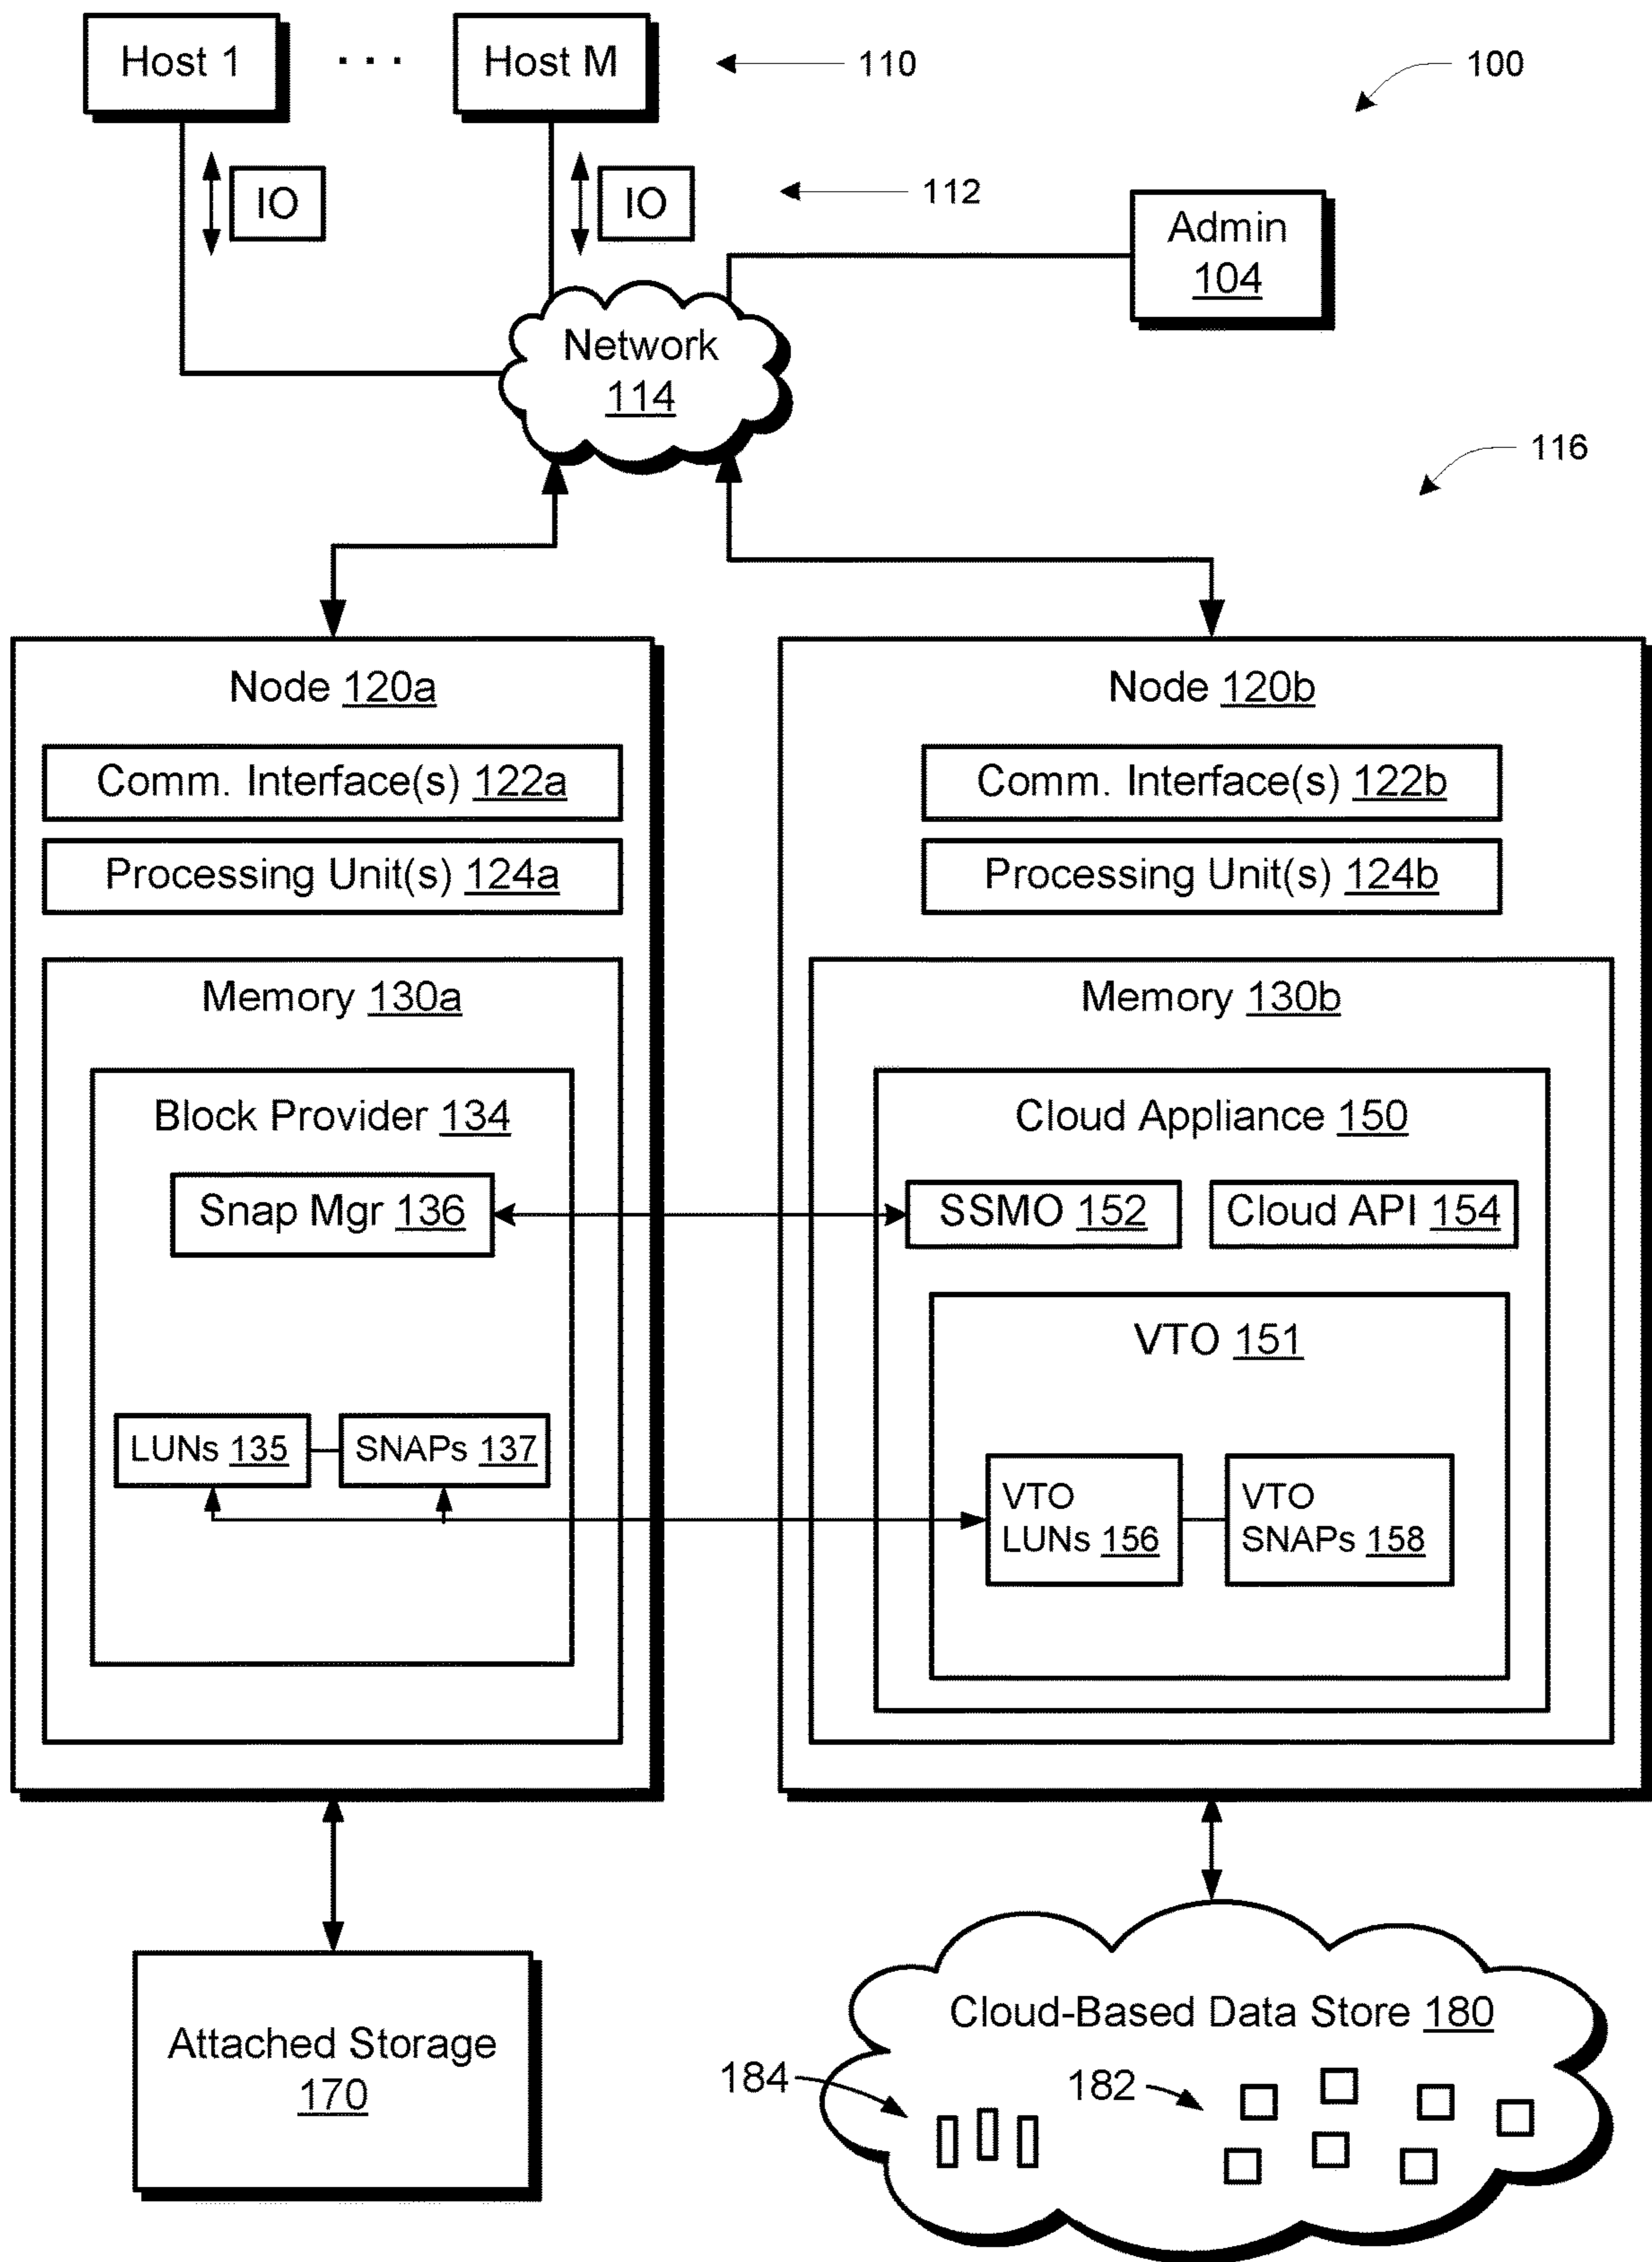 Host 1
. . .
Host M
110
100
IO
IO
112
Admin
104
Network
114
116
Node 120a
Comm. Interface(s) 122a
Processing Unit(s) 124a
Memory 130a
Block Provider 134
Snap Mgr 136
LUNs 135
SNAPs 137
Node 120b
Comm. Interface(s) 122b
Processing Unit(s) 124b
Memory 130b
Cloud Appliance 150
SSMO 152
Cloud API 154
VTO 151
VTO
LUNs 156
VTO
SNAPs 158
Attached Storage
170
Cloud-Based Data Store 180
184
182